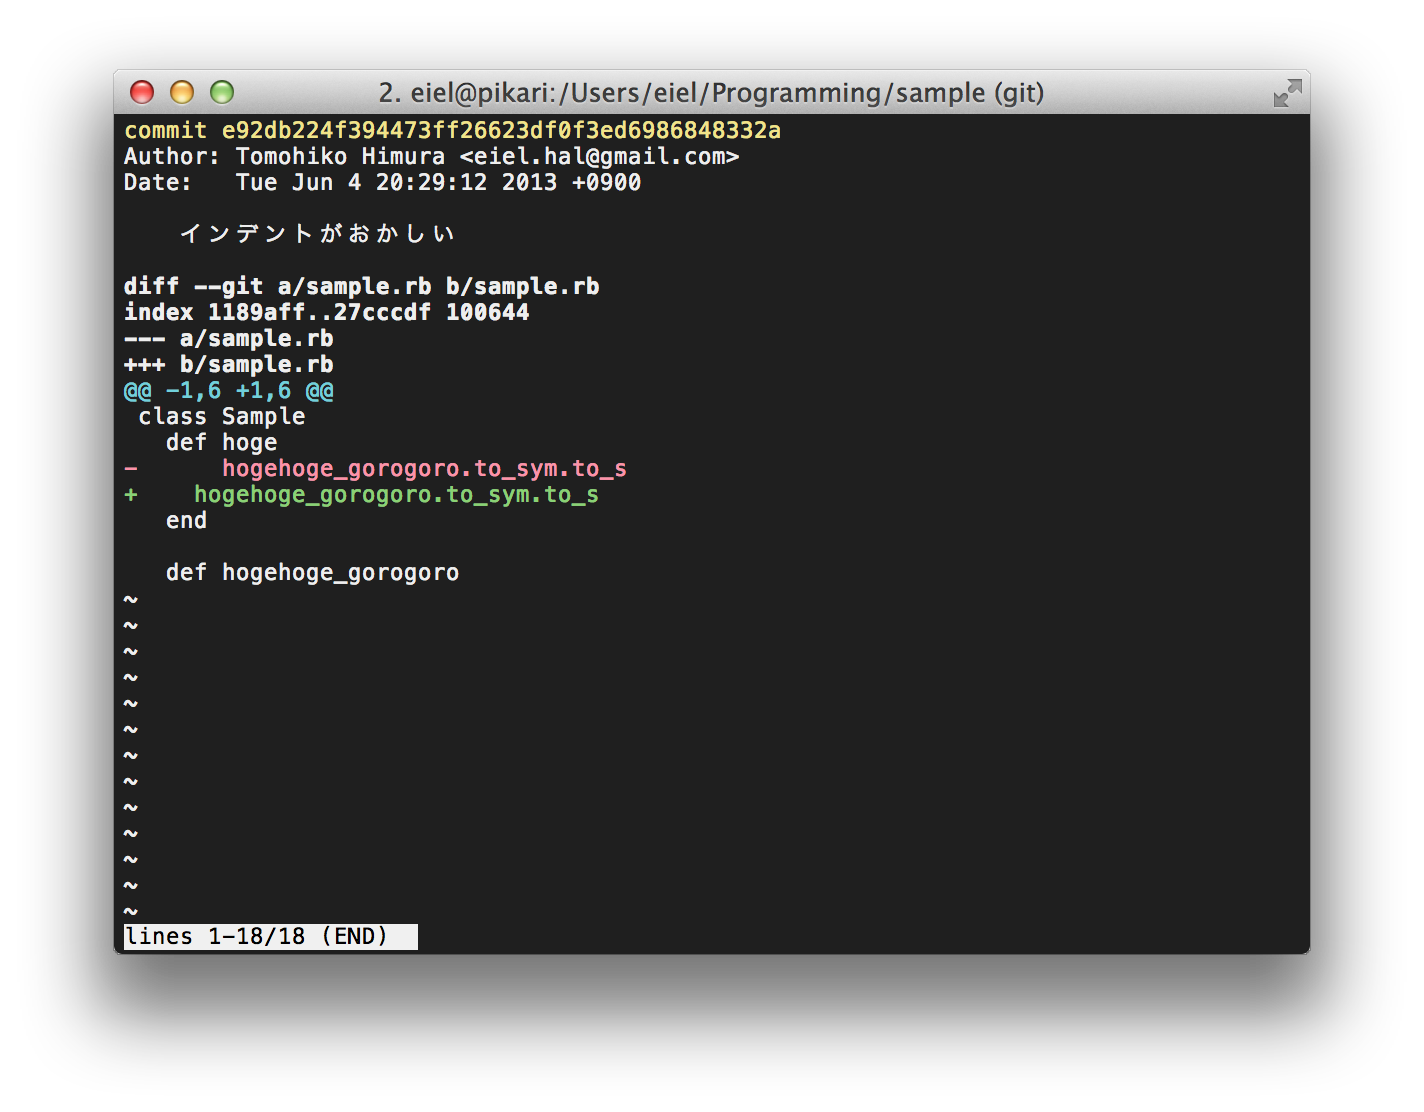 2. eiel@pikari:/Users/eiel/Programming/sample (git)
commit e92db224f394473ff26623df0f3ed6986848332a
Author: Tomohiko Himura <eiel.hal@gmail.com>
Date:   Tue Jun 4 20:29:12 2013 +0900
    インデントがおかしい
diff --git a/sample.rb b/sample.rb
index 1189aff..27cccdf 100644
--- a/sample.rb
+++ b/sample.rb
@@ -1,6 +1,6 @@
 class Sample
   def hoge
-      hogehoge_gorogoro.to_sym.to_s
+    hogehoge_gorogoro.to_sym.to_s
   end
   def hogehoge_gorogoro
~
~
~
~
~
~
~
~
~
~
~
~
~
lines 1-18/18 (END)